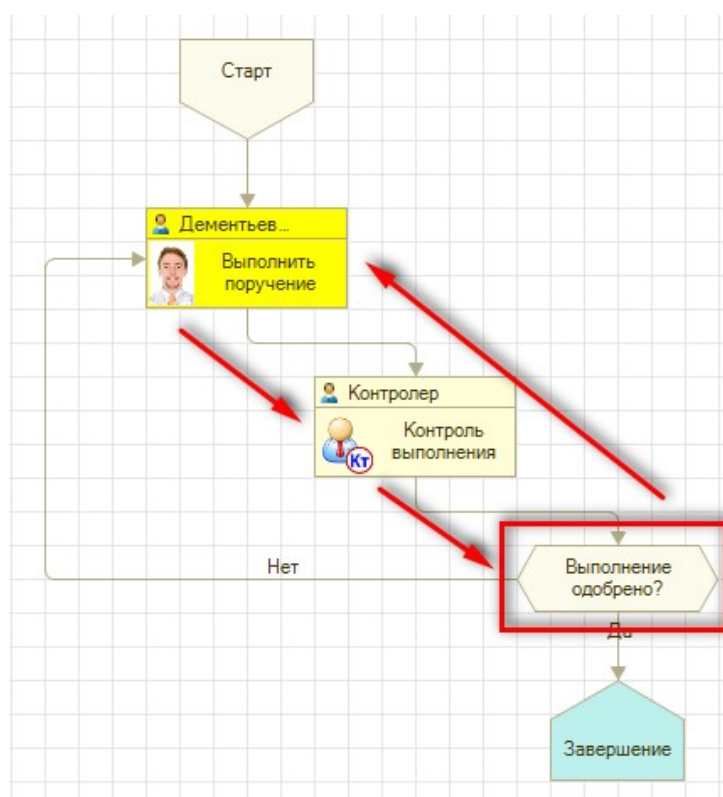 Старт
Дементьев...
Выполнить
поручение
Контролер
Контроль
выполнения
Кт
Нет
Выполнение
одобрено?
Да
Завершение